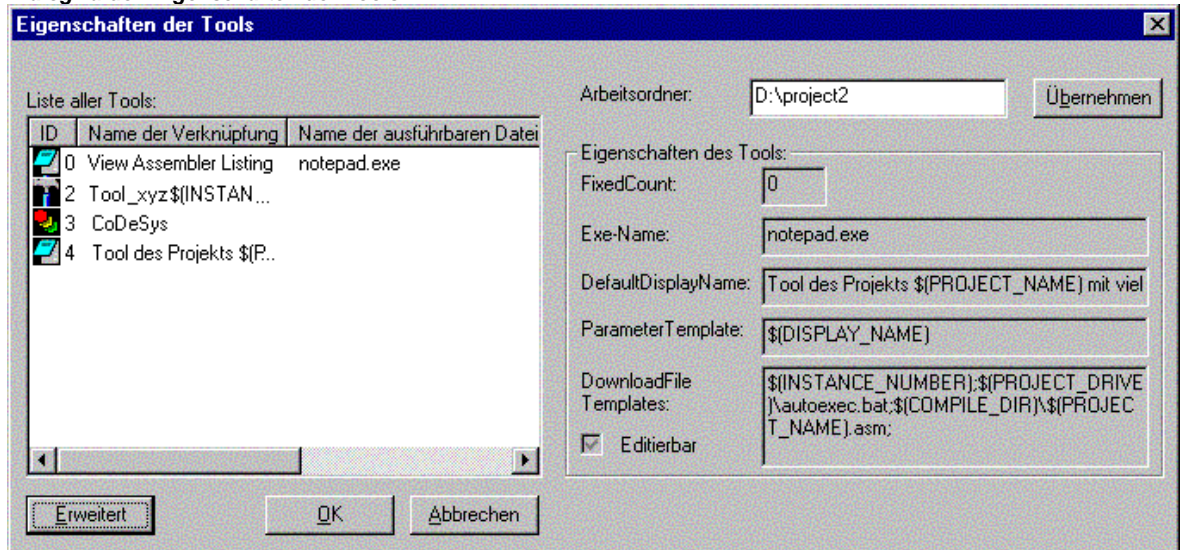 Eigenschaften der Tools
Liste aller Tools:
ID Name der Verknüpfung Name der ausführbaren Datei
0 View Assembler Listing notepad.exe
2 Tool_xyz$(INSTAN...
3 CoDeSys
4 Tool des Projekts $(P...
Erweitert OK Abbrechen
Arbeitsordner: D:\project2 Übernehmen
Eigenschaften des Tools:
FixedCount: 0
Exe-Name: notepad.exe
DefaultDisplayName: Tool des Projekts $(PROJECT_NAME) mit viel
ParameterTemplate: $(DISPLAY_NAME)
DownloadFile
Templates:
$(INSTANCE_NUMBER);$(PROJECT_DRIVE
)\autoexec.bat;$(COMPILE_DIR)\$(PROJEC
T_NAME).asm;
Editierbar